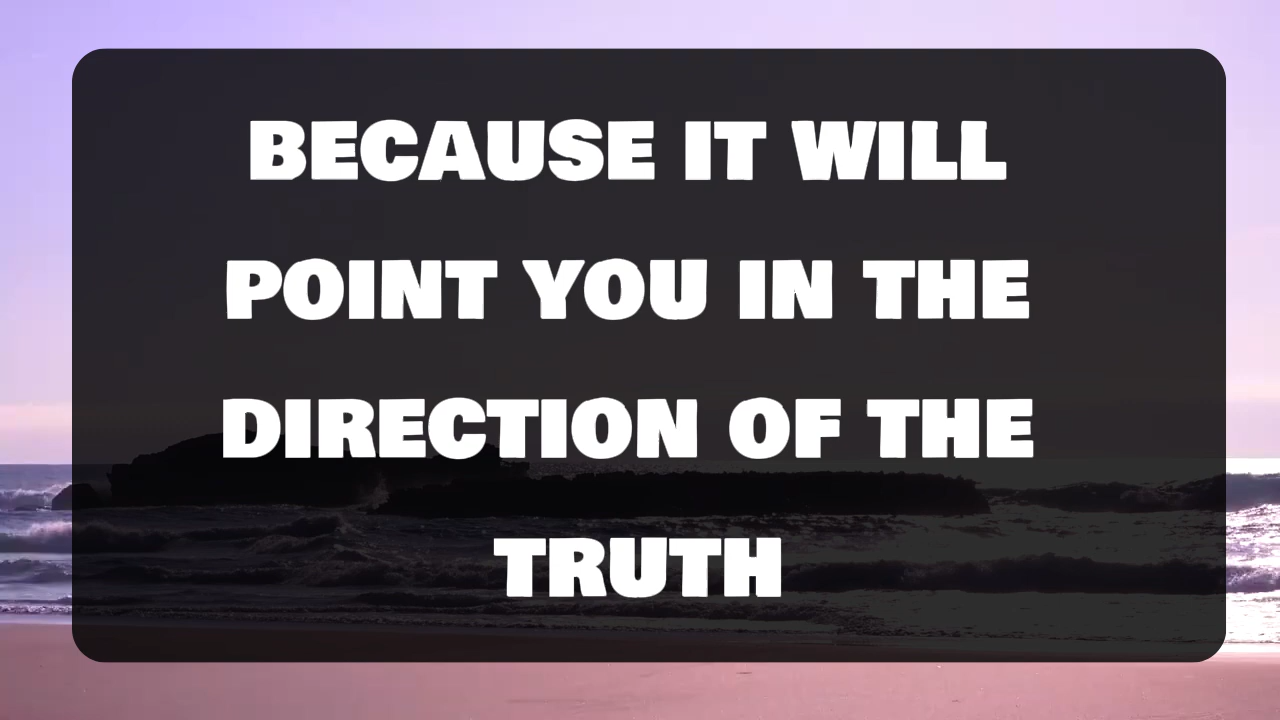 BECAUSE IT WILL
POINT YOU IN THE
DIRECTION OF THE
TRUTH